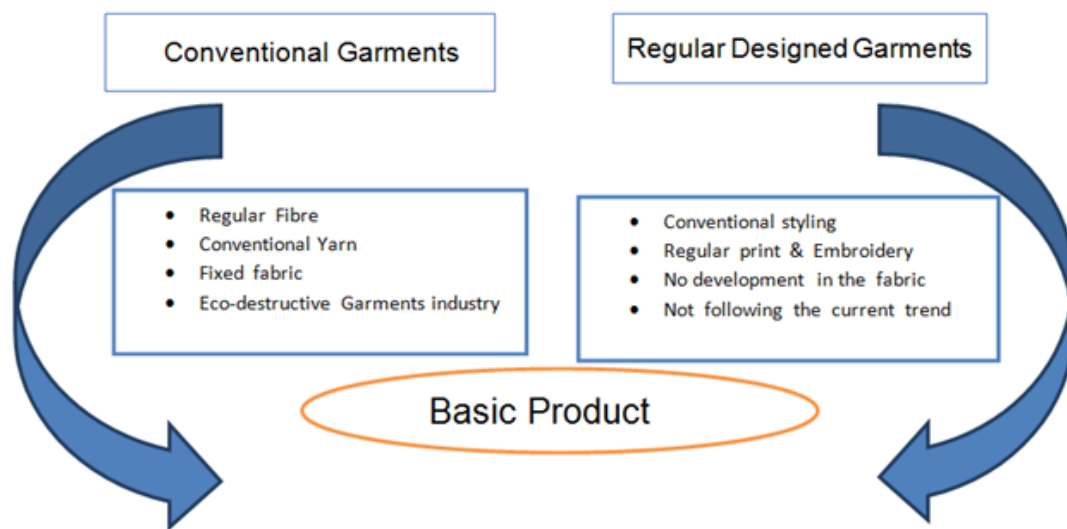 Conventional Garments
Regular Designed Garments
• Regular Fibre
• Conventional Yarn
• Fixed fabric
• Eco-destructive Garments industry
• Conventional styling
• Regular print & Embroidery
• No development in the fabric
• Not following the current trend
Basic Product